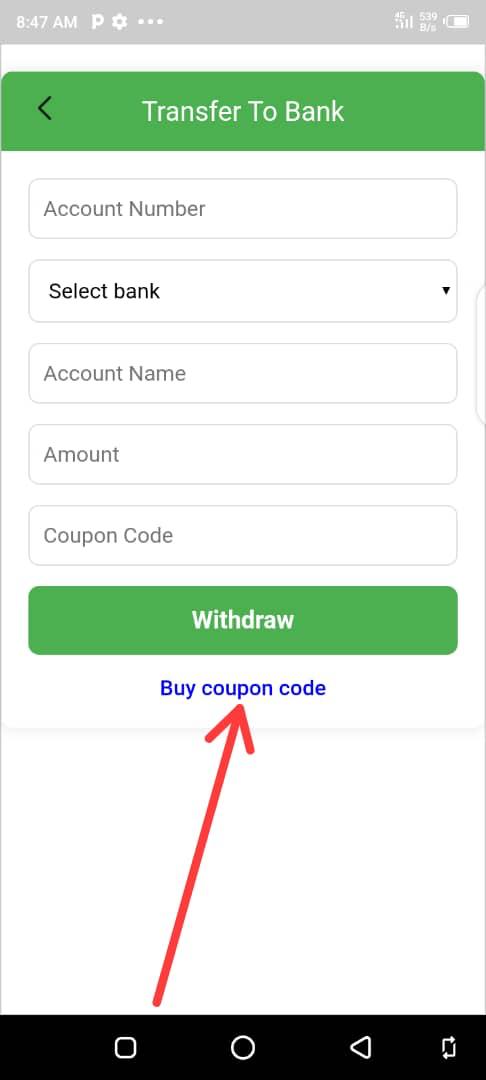 8:47 AM P
4G 539 B/s
Transfer To Bank
Account Number
Select bank
Account Name
Amount
Coupon Code
Withdraw
Buy coupon code